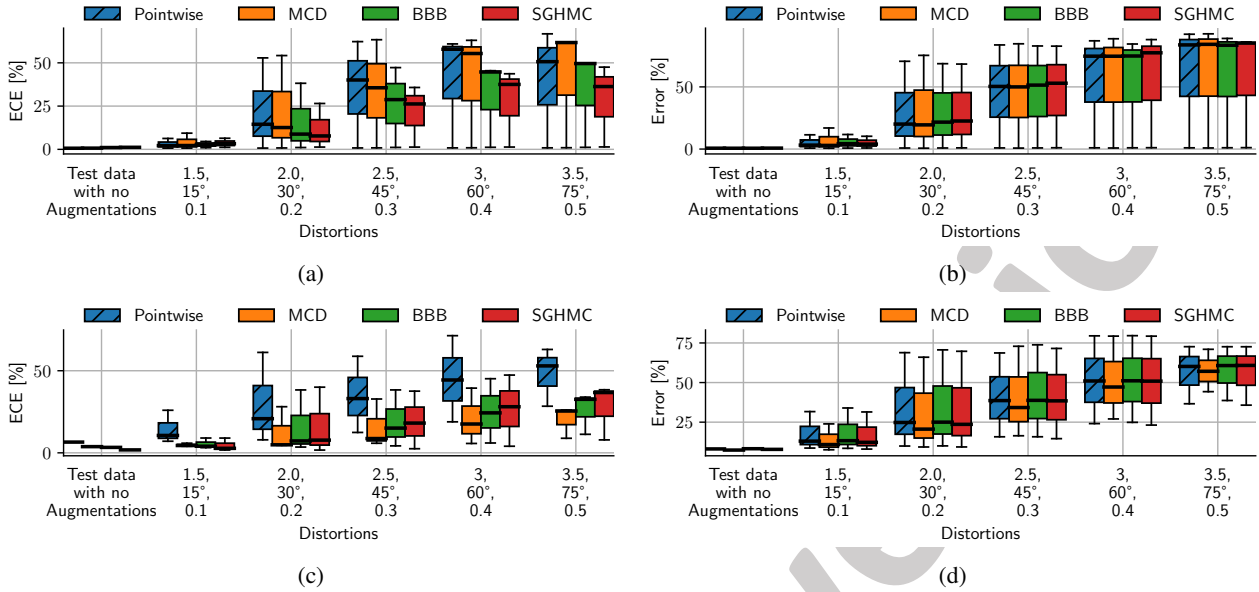 Pointwise MCD BBB SGHMC
ECE [%]
50
25
0
Test data with no Augmentations
1.5, 15°, 0.1
2.0, 30°, 0.2
2.5, 45°, 0.3
3, 60°, 0.4
3.5, 75°, 0.5
Distortions
(a)
Pointwise MCD BBB SGHMC
Error [%]
50
0
Test data with no Augmentations
1.5, 15°, 0.1
2.0, 30°, 0.2
2.5, 45°, 0.3
3, 60°, 0.4
3.5, 75°, 0.5
Distortions
(b)
Pointwise MCD BBB SGHMC
ECE [%]
50
0
Test data with no Augmentations
1.5, 15°, 0.1
2.0, 30°, 0.2
2.5, 45°, 0.3
3, 60°, 0.4
3.5, 75°, 0.5
Distortions
(c)
Pointwise MCD BBB SGHMC
Error [%]
75
50
25
Test data with no Augmentations
1.5, 15°, 0.1
2.0, 30°, 0.2
2.5, 45°, 0.3
3, 60°, 0.4
3.5, 75°, 0.5
Distortions
(d)